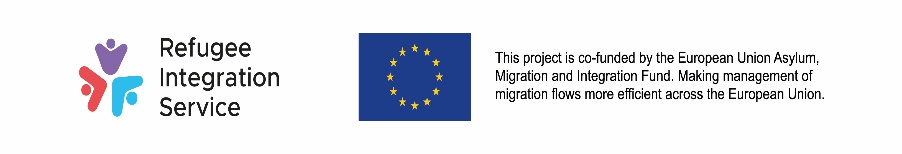 Refugee
Integration
Service
This project is co-funded by the European Union Asylum,
Migration and Integration Fund. Making management of
migration flows more efficient across the European Union.